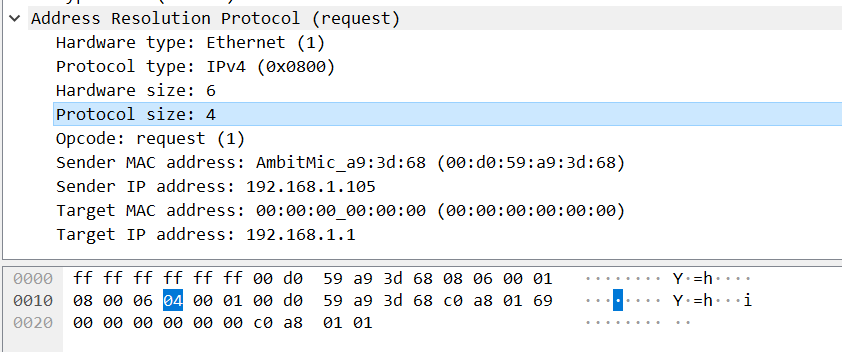 Address Resolution Protocol (request)
Hardware type: Ethernet (1)
Protocol type: IPv4 (0x0800)
Hardware size: 6
Protocol size: 4
Opcode: request (1)
Sender MAC address: AmbitMic_a9:3d:68 (00:d0:59:a9:3d:68)
Sender IP address: 192.168.1.105
Target MAC address: 00:00:00_00:00:00 (00:00:00:00:00:00)
Target IP address: 192.168.1.1
0000 ff ff ff ff ff ff 00 d0 59 a9 3d 68 08 06 00 01 ········ Y·=h····
0010 08 00 06 04 00 01 00 d0 59 a9 3d 68 c0 a8 01 69 ········ Y·=h···i
0020 00 00 00 00 00 00 c0 a8 01 01 ········ ··